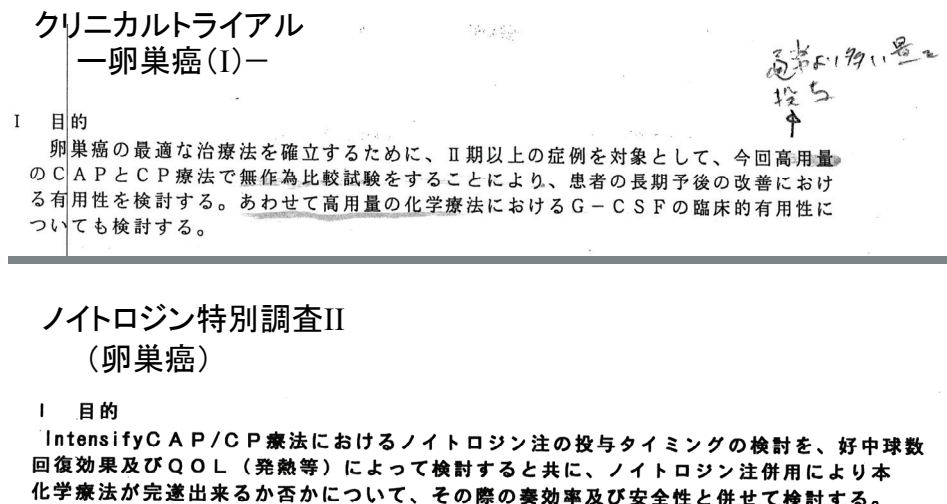 クリニカルトライアル
ー卵巣癌(I)－
通常より多い量を
投与
I 目的
卵巣癌の最適な治療法を確立するために、Ⅱ期以上の症例を対象として、今回高用量
のＣＡＰとＣＰ療法で無作為比較試験をすることにより、患者の長期予後の改善におけ
る有用性を検討する。あわせて高用量の化学療法におけるＧ－ＣＳＦの臨床的有用性に
ついても検討する。
ノイトロジン特別調査II
（卵巣癌）
I 目的
IntensifyＣＡＰ/ＣＰ療法におけるノイトロジン注の投与タイミングの検討を、好中球数
回復効果及びＱＯＬ（発熱等）によって検討すると共に、ノイトロジン注併用により本
化学療法が完遂出来るか否かについて、その際の奏効率及び安全性と併せて検討する。